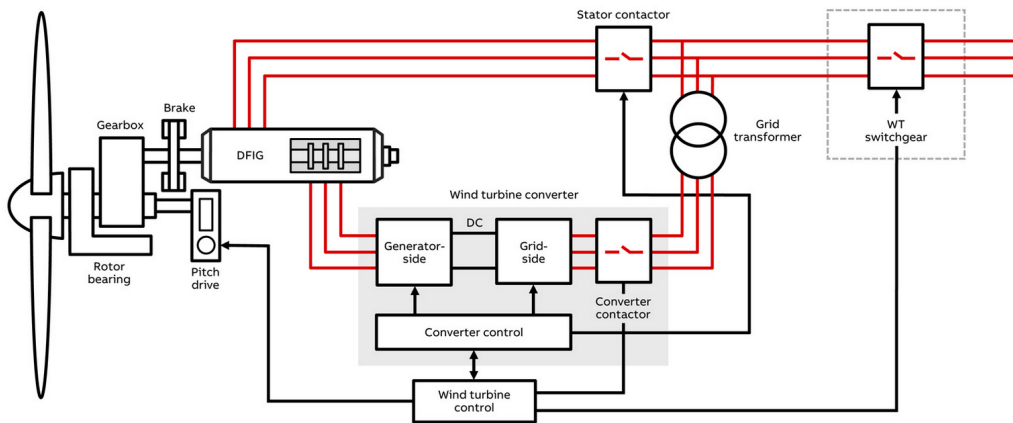 Stator contactor
Brake
Gearbox
DFIG
Grid
transformer
WT
switchgear
Wind turbine converter
DC
Generator-
side
Grid-
side
Rotor
bearing
Pitch
drive
Converter
contactor
Converter control
Wind turbine
control